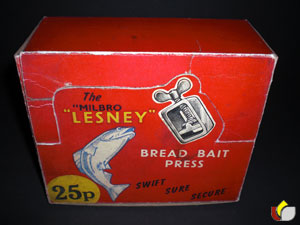 The
"MILBRO
"LESNEY"
BREAD BAIT
PRESS
25p
SWIFT
SURE
SECURE